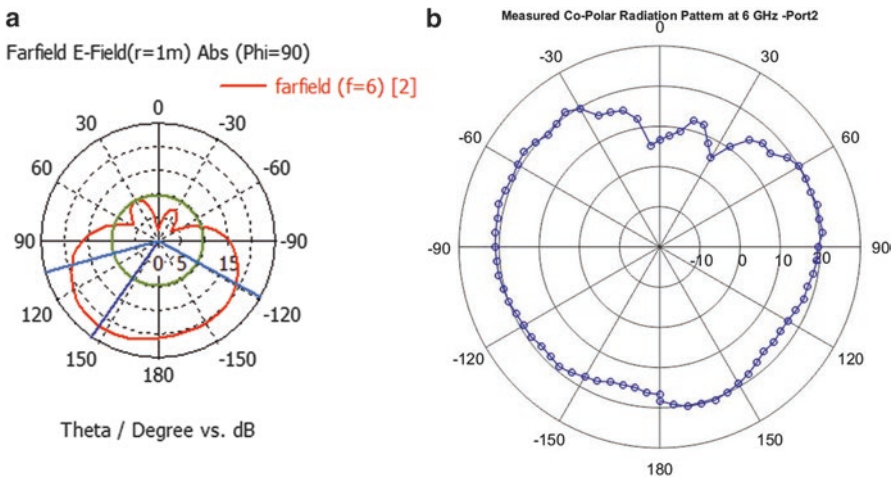 a
Farfield E-Field(r=1m) Abs (Phi=90)
farfield (f=6) [2]
0
30 -30
60 -60
90 -90
0 5 15
120 -120
150 -150
180
Theta / Degree vs. dB
b
Measured Co-Polar Radiation Pattern at 6 GHz -Port2
0
-30 30
-60 60
-90 90
-10 0 10 20
-120 120
-150 150
180